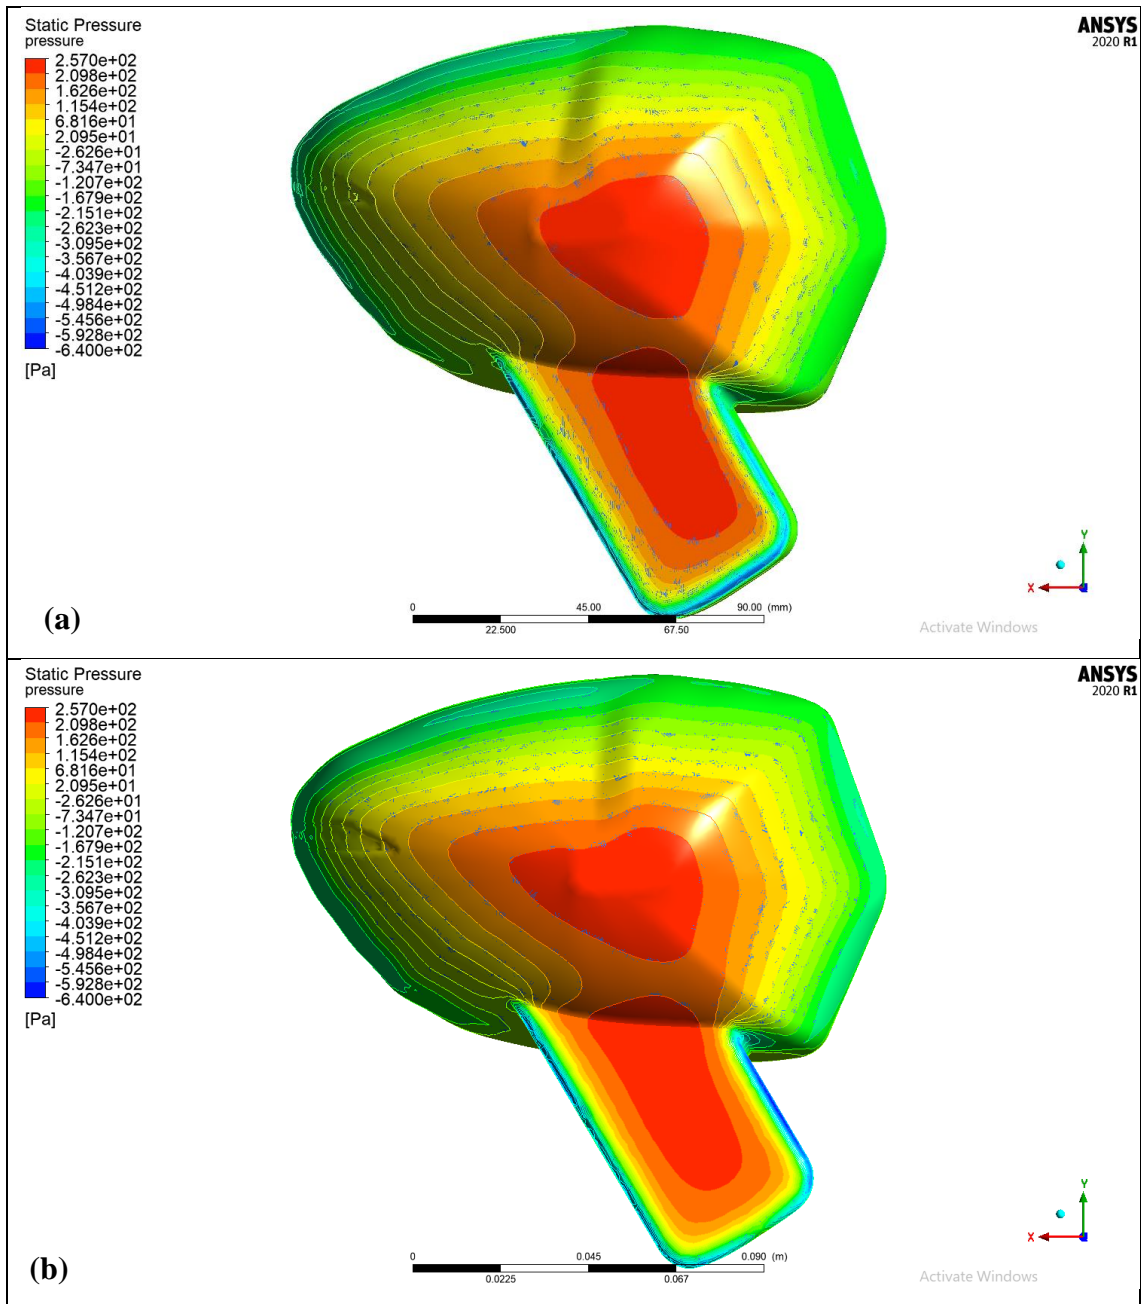 Static Pressure
pressure
ANSYS
2020 R1
2.570e+02
2.098e+02
1.626e+02
1.154e+02
6.816e+01
2.095e+01
-2.626e+01
-7.347e+01
-1.207e+02
-1.679e+02
-2.151e+02
-2.623e+02
-3.095e+02
-3.567e+02
-4.039e+02
-4.512e+02
-4.984e+02
-5.456e+02
-5.928e+02
-6.400e+02
[Pa]
Y
X
0 45.00 90.00 (mm)
22.500 67.50
(a)
Activate Windows
Static Pressure
pressure
ANSYS
2020 R1
2.570e+02
2.098e+02
1.626e+02
1.154e+02
6.816e+01
2.095e+01
-2.626e+01
-7.347e+01
-1.207e+02
-1.679e+02
-2.151e+02
-2.623e+02
-3.095e+02
-3.567e+02
-4.039e+02
-4.512e+02
-4.984e+02
-5.456e+02
-5.928e+02
-6.400e+02
[Pa]
Y
X
0 0.045 0.090 (m)
0.0225 0.067
(b)
Activate Windows